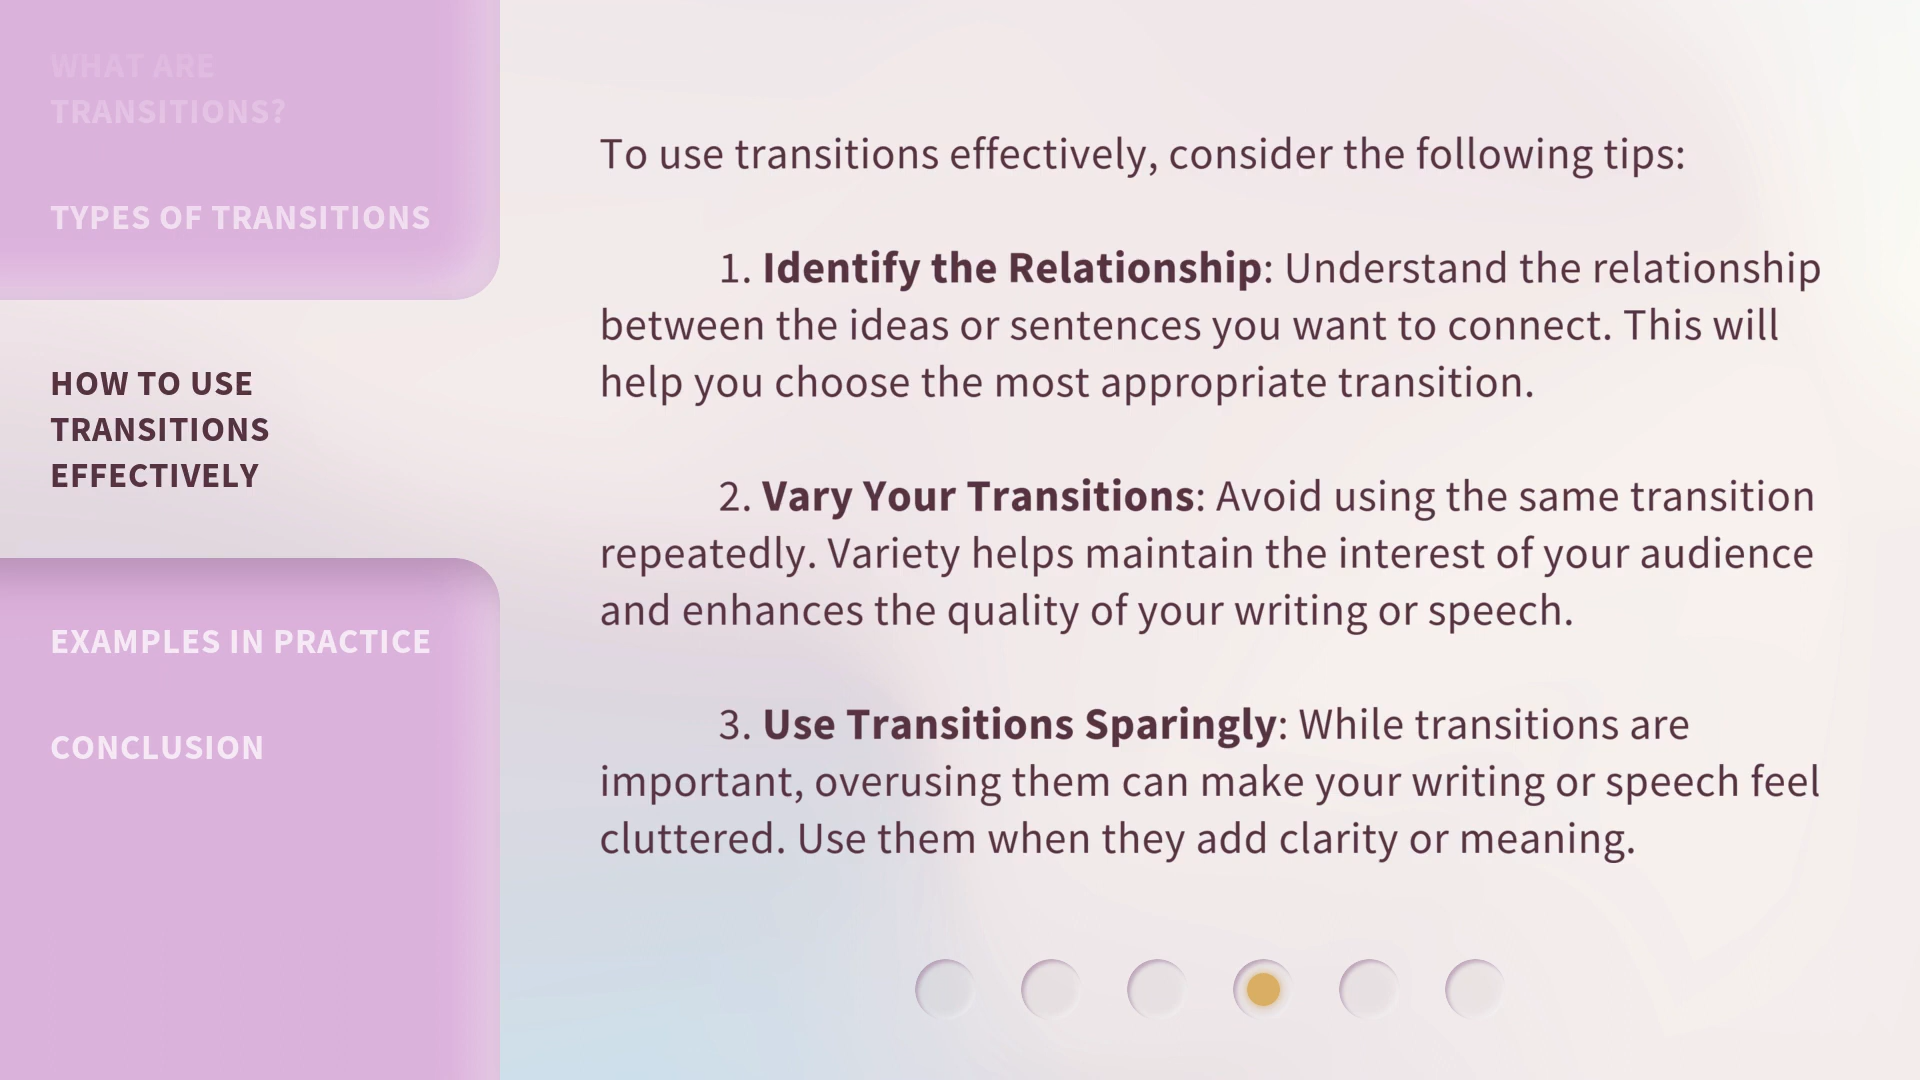 WHAT ARE
TRANSITIONS?
TYPES OF TRANSITIONS
HOW TO USE
TRANSITIONS
EFFECTIVELY
EXAMPLES IN PRACTICE
CONCLUSION
To use transitions effectively, consider the following tips:
1. Identify the Relationship: Understand the relationship
between the ideas or sentences you want to connect. This will
help you choose the most appropriate transition.
2. Vary Your Transitions: Avoid using the same transition
repeatedly. Variety helps maintain the interest of your audience
and enhances the quality of your writing or speech.
3. Use Transitions Sparingly: While transitions are
important, overusing them can make your writing or speech feel
cluttered. Use them when they add clarity or meaning.